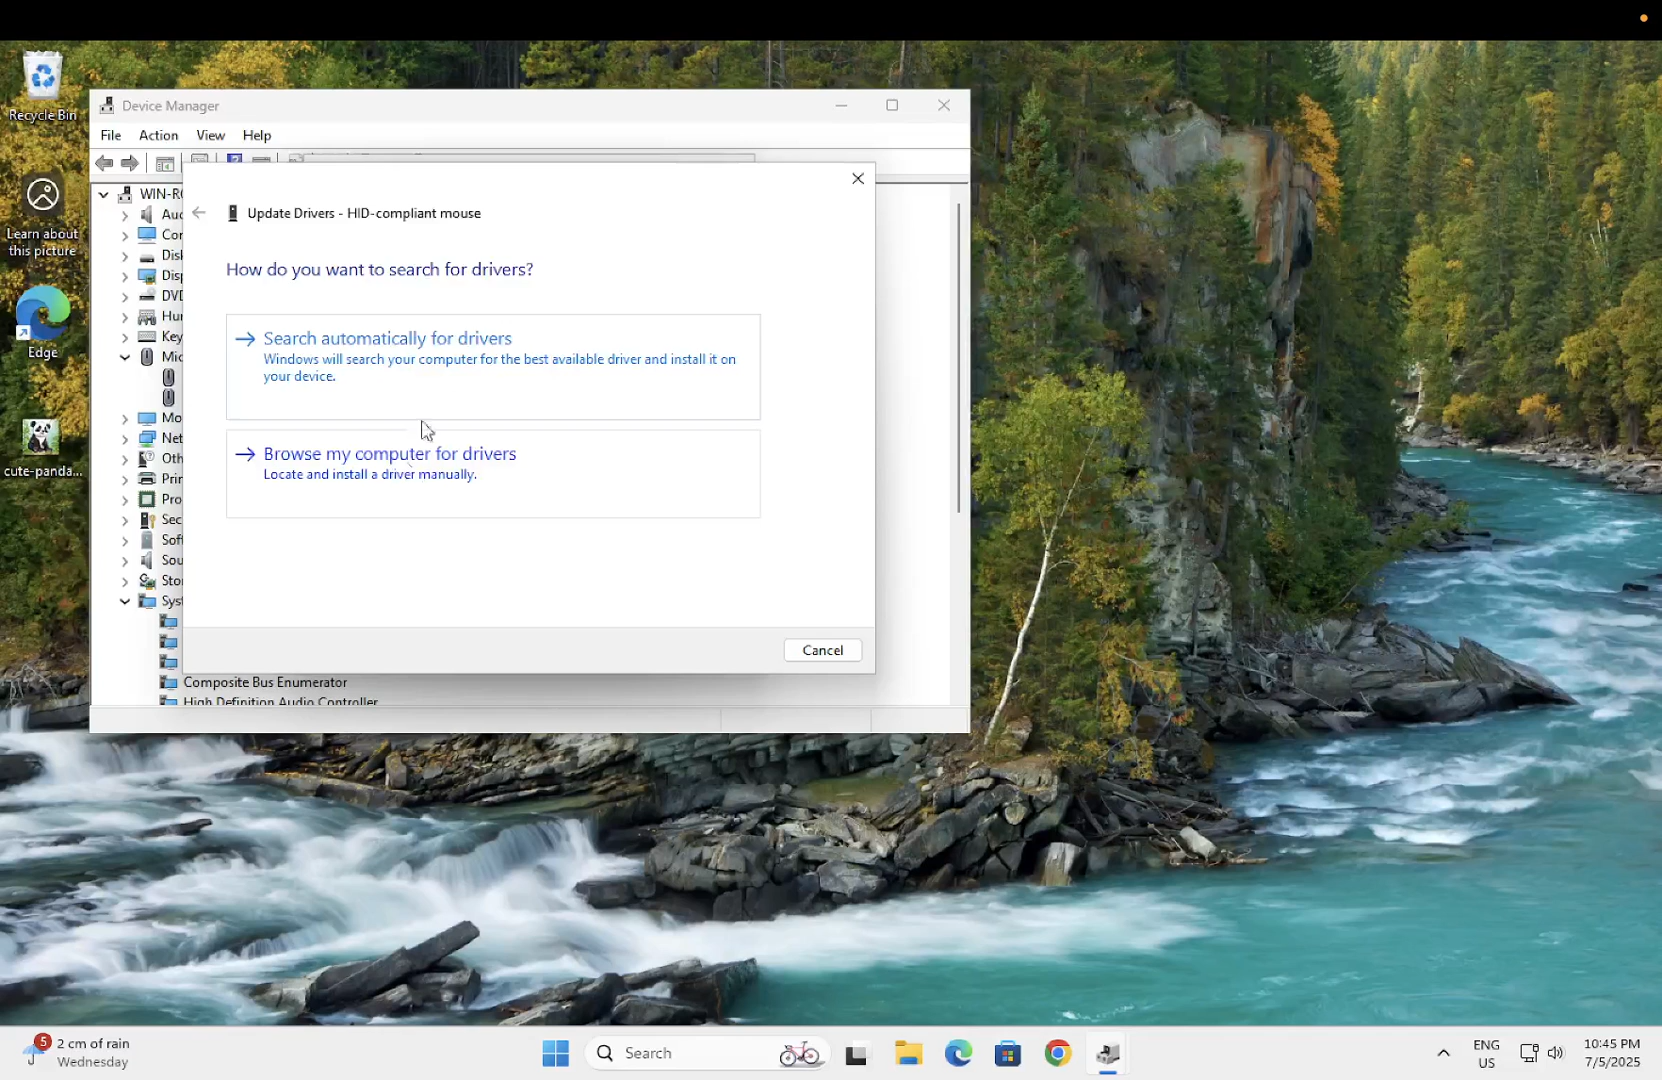 Recycle Bin
Learn about
this picture
Edge
cute-panda...
Device Manager
File Action View Help
WIN-RO
Update Drivers - HID-compliant mouse
How do you want to search for drivers?
Search automatically for drivers
Windows will search your computer for the best available driver and install it on
your device.
Browse my computer for drivers
Locate and install a driver manually.
Cancel
Auc
Cor
Disk
Disp
DVD
Hur
Key
Mic
Mo
Net
Oth
Prin
Pro
Sec
Soft
Sou
Stor
Syst
Composite Bus Enumerator
High Definition Audio Controller
5
2 cm of rain
Wednesday
Search
ENG
US
10:45 PM
7/5/2025